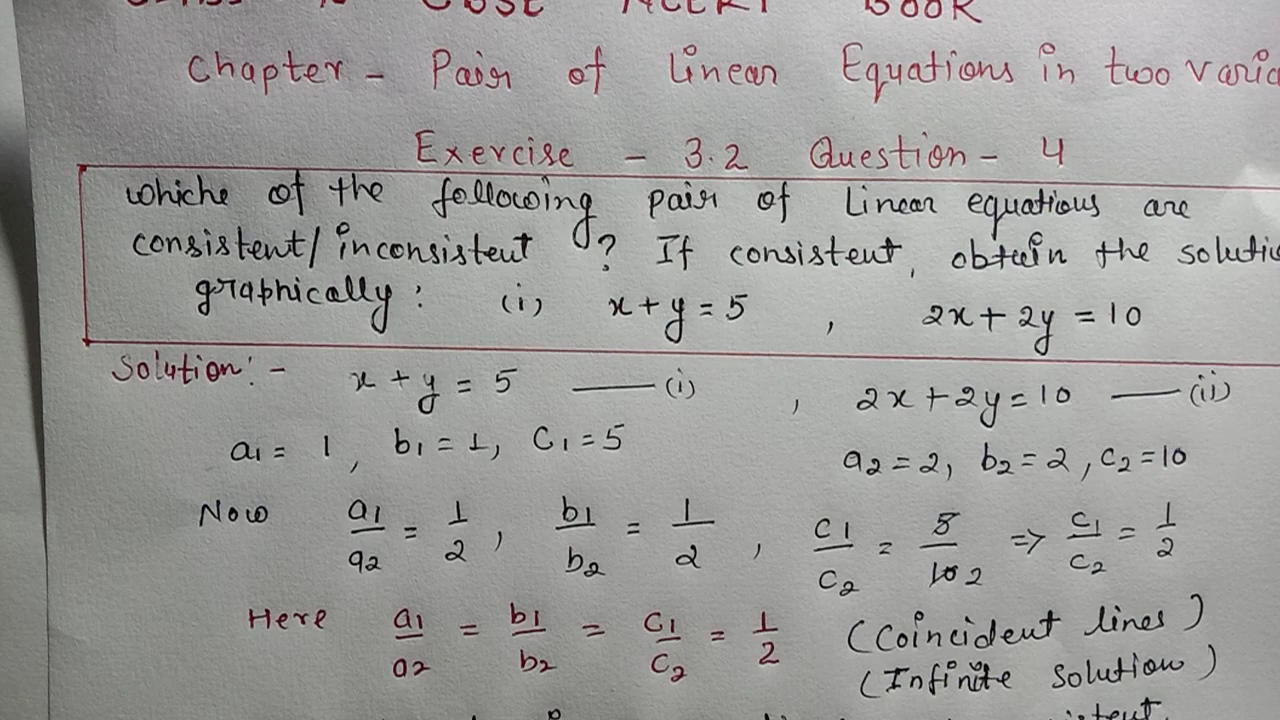 CBSE NCERT BOOK
Chapter - Pair of Linear Equations in two
Exercise - 3.2 Question - 4
whiche of the following pair of Linear equations are
consistent/inconsistent ? If consistent, obtain the
graphically : (i) x+y=5 , 2x+2y=10
Solution:- x+y=5 —(i) , 2x+2y=10 —(ii)
a1 = 1, b1=1, C1=5 a2=2, b2=2, c2=10
Now a1/a2 = 1/2, b1/b2 = 1/2, c1/c2 = 5/10 2 => c1/c2 = 1/2
Here a1/a2 = b1/b2 = c1/c2 = 1/2 (Coincident lines)
(Infinite solution)